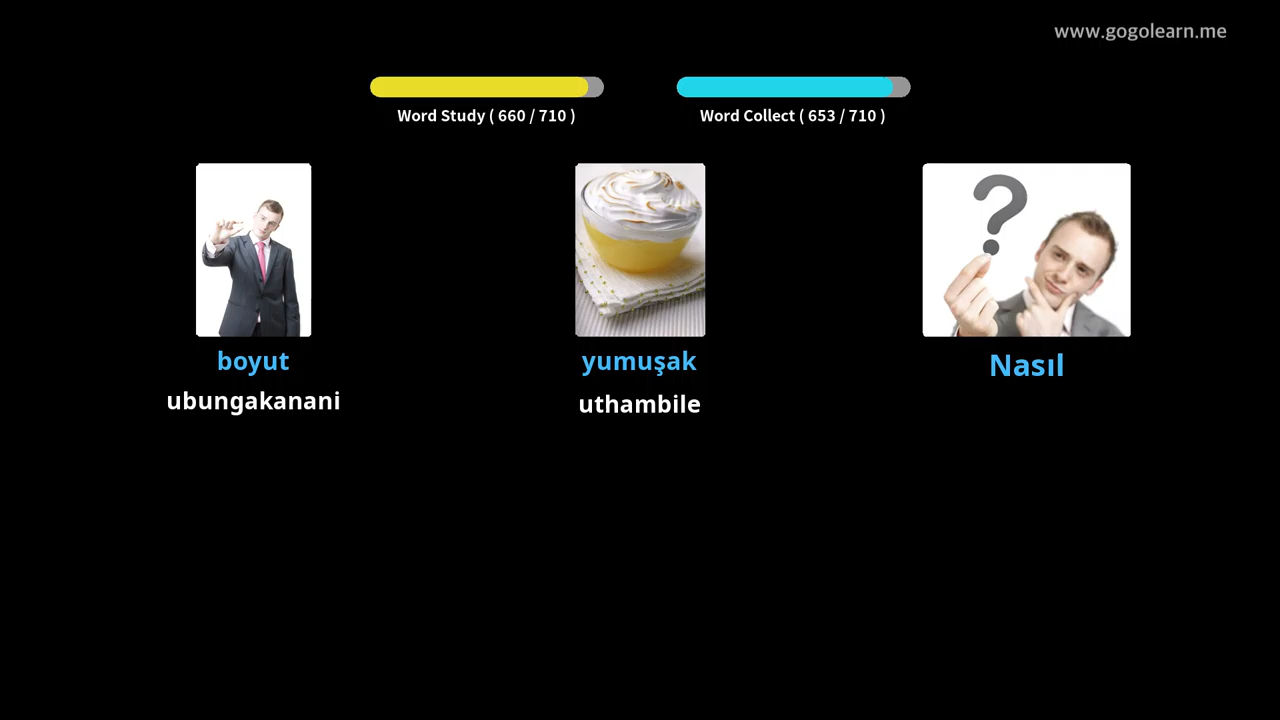 www.gogolearn.me
Word Study ( 660 / 710 )
Word Collect ( 653 / 710 )
boyut
ubungakanani
yumuşak
uthambile
Nasıl